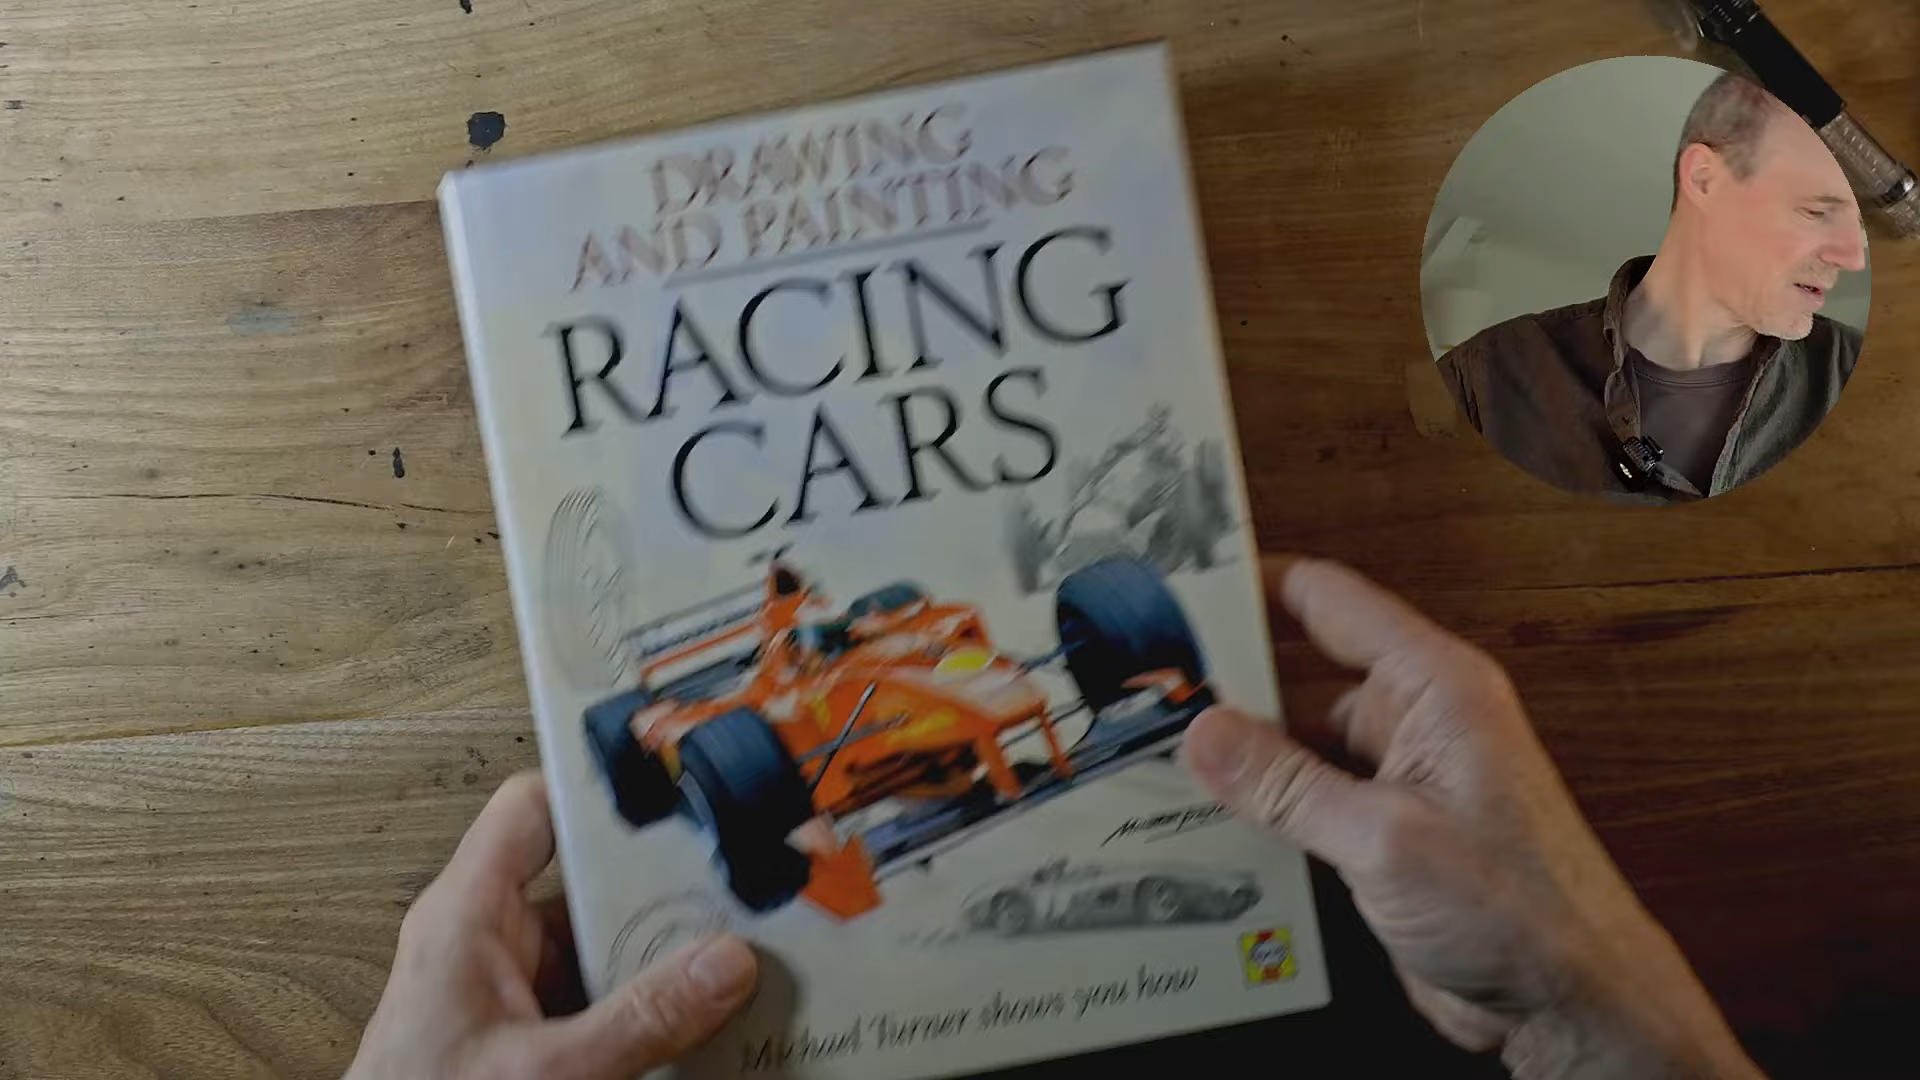 DRAWING
AND PAINTING
RACING
CARS
Michael Turner shows you how